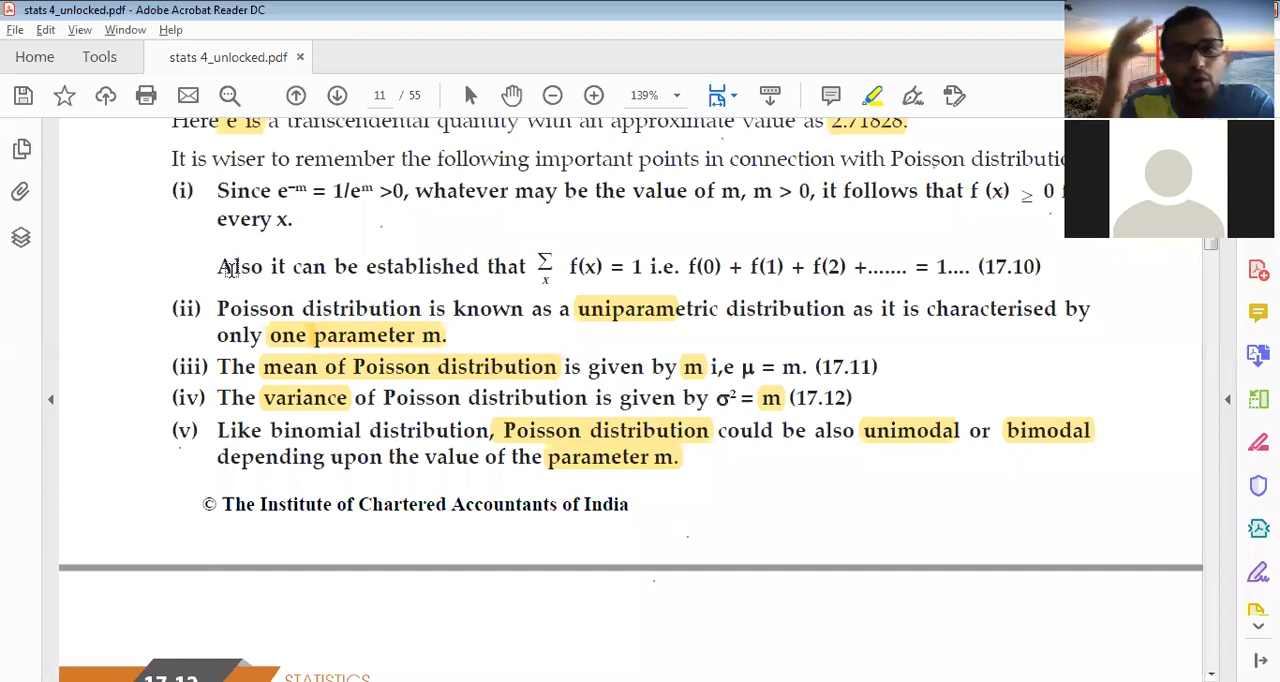 stats 4_unlocked.pdf - Adobe Acrobat Reader DC
File Edit View Window Help
Home Tools stats 4_unlocked.pdf ×
11 / 55 139%
Here e is a transcendental quantity with an approximate value as 2.71828.
It is wiser to remember the following important points in connection with Poisson
(i) Since e⁻ᵐ = 1/eᵐ >0, whatever may be the value of m, m > 0, it follows that f (x) ≥ 0
every x.
Also it can be established that ∑ f(x) = 1 i.e. f(0) + f(1) + f(2) +....... = 1.... (17.10)
x
(ii) Poisson distribution is known as a uniparametric distribution as it is characterised by
only one parameter m.
(iii) The mean of Poisson distribution is given by m i,e μ = m. (17.11)
(iv) The variance of Poisson distribution is given by σ² = m (17.12)
(v) Like binomial distribution, Poisson distribution could be also unimodal or bimodal
depending upon the value of the parameter m.
© The Institute of Chartered Accountants of India
17.12 STATISTICS